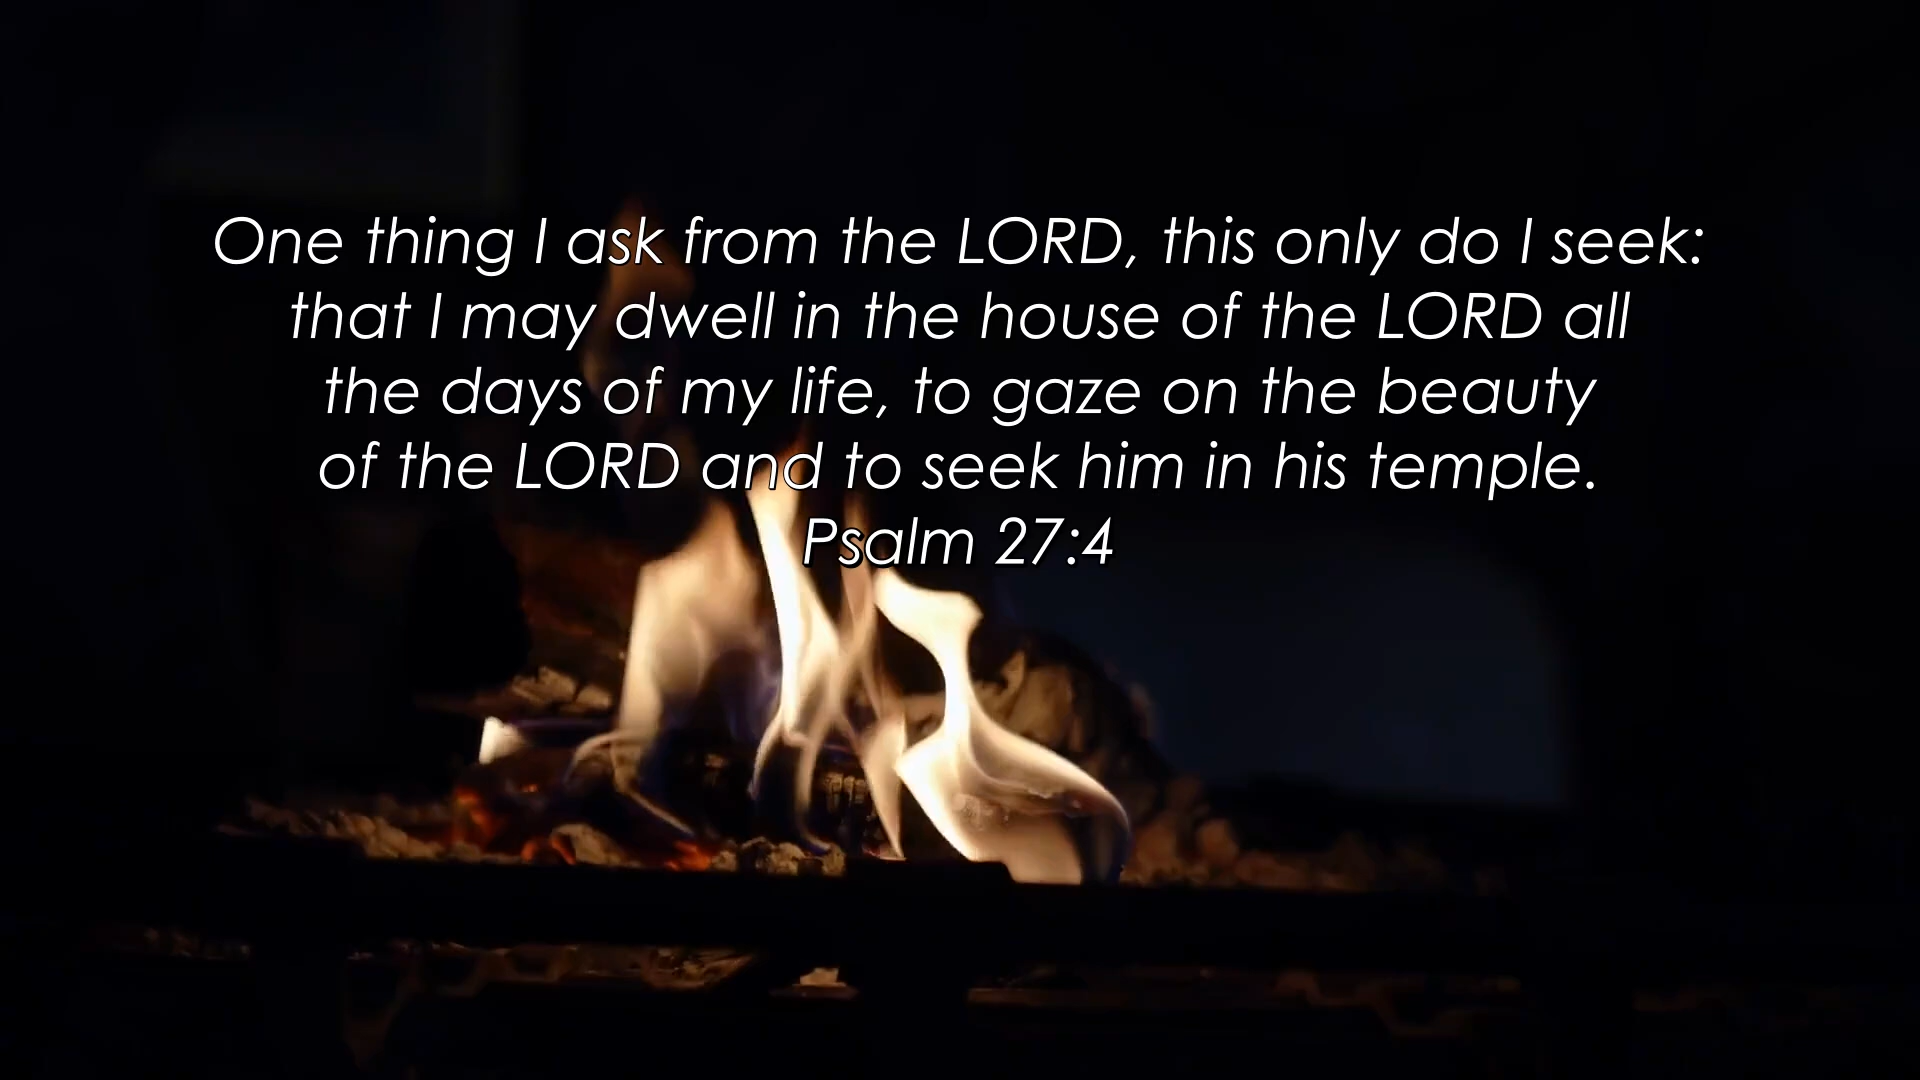 One thing I ask from the LORD, this only do I seek:
that I may dwell in the house of the LORD all
the days of my life, to gaze on the beauty
of the LORD and to seek him in his temple.
Psalm 27:4